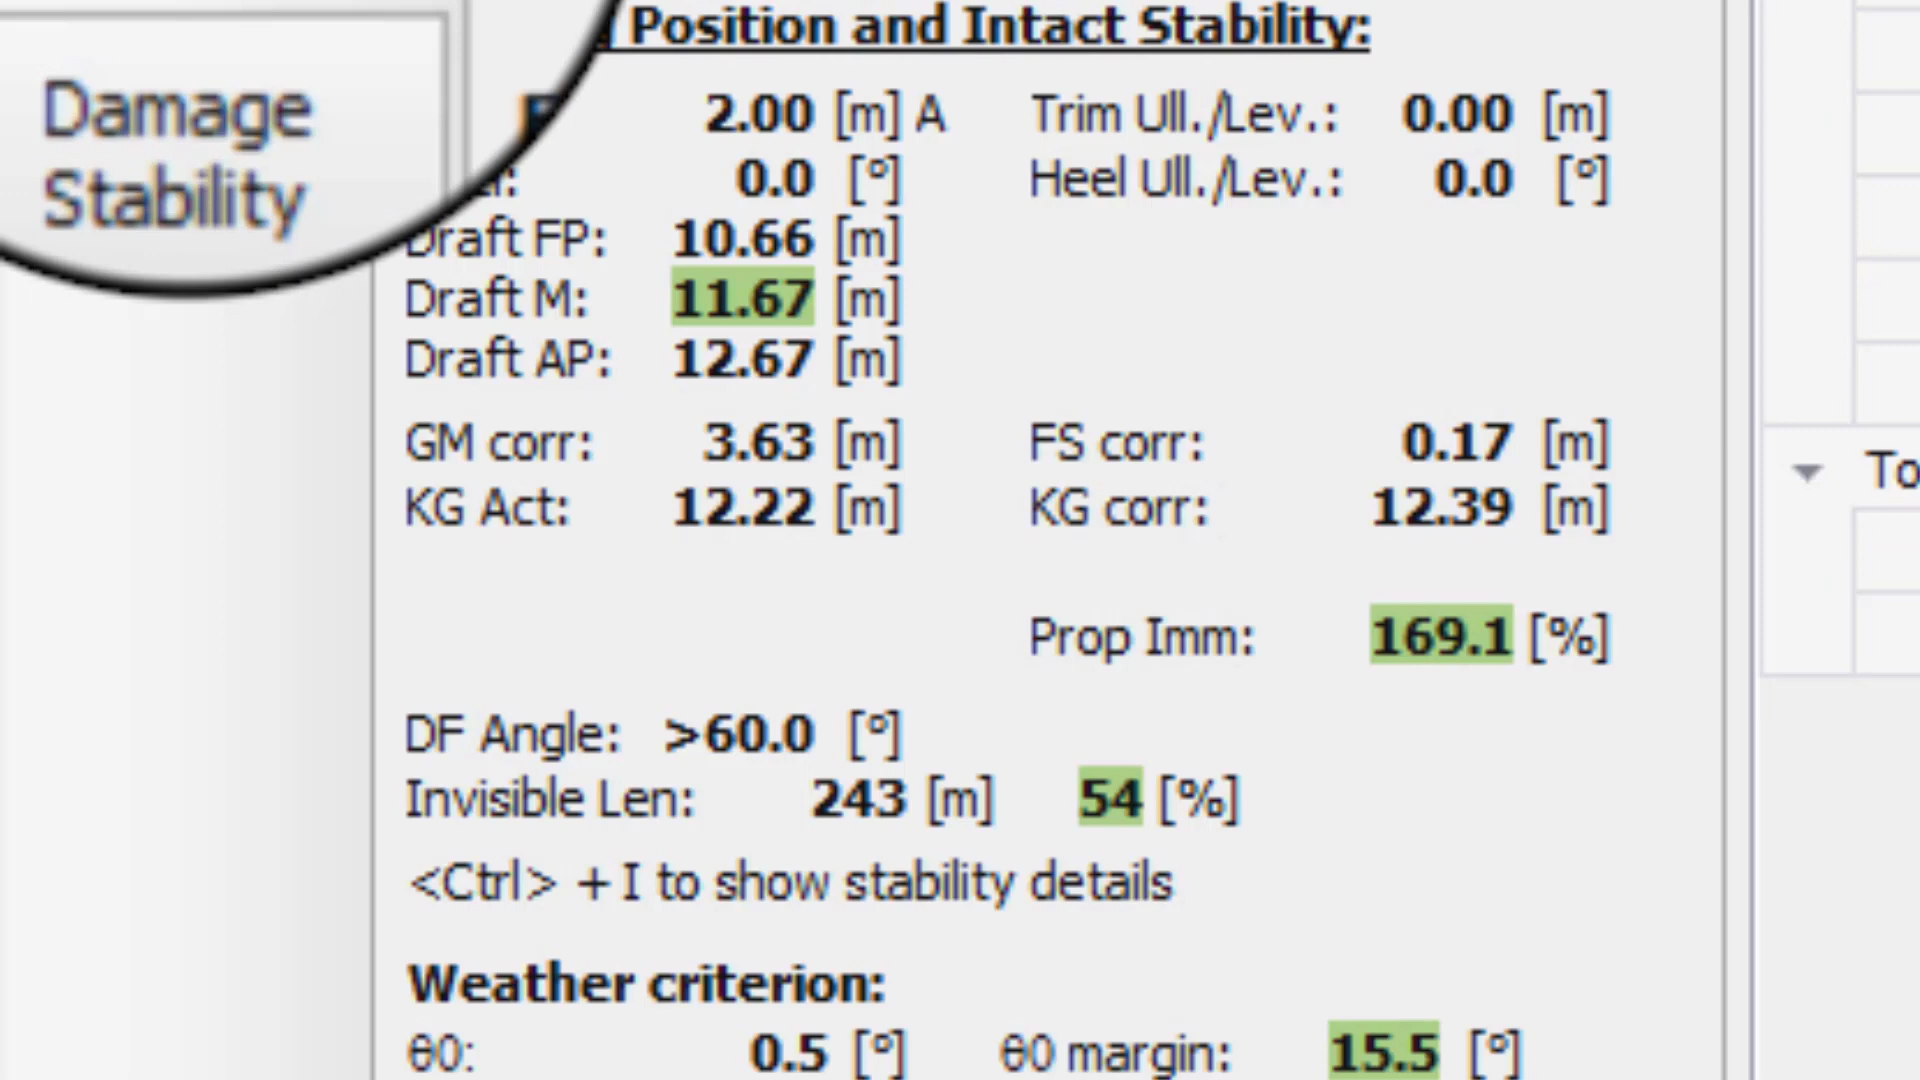 Position and Intact Stability:
Damage
Stability
2.00 [m] A Trim Ull./Lev.: 0.00 [m]
0.0 [°] Heel Ull./Lev.: 0.0 [°]
Draft FP: 10.66 [m]
Draft M: 11.67 [m]
Draft AP: 12.67 [m]
GM corr: 3.63 [m] FS corr: 0.17 [m]
KG Act: 12.22 [m] KG corr: 12.39 [m]
Prop Imm: 169.1 [%]
DF Angle: >60.0 [°]
Invisible Len: 243 [m] 54 [%]
<Ctrl> + I to show stability details
Weather criterion:
θ0: 0.5 [°] θ0 margin: 15.5 [°]